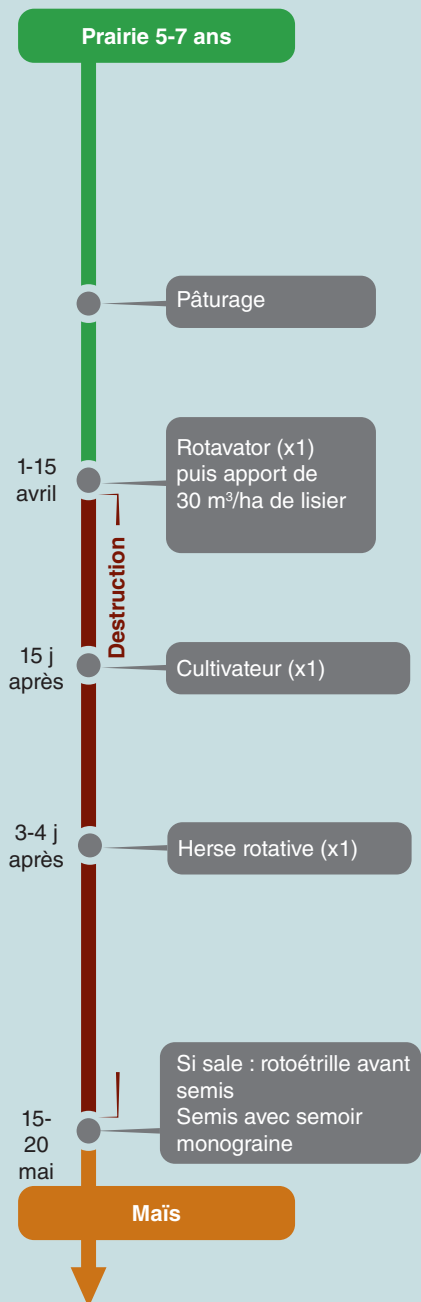 Prairie 5-7 ans
Pâturage
1-15
avril
Rotavator (x1)
puis apport de
30 m³/ha de lisier
Destruction
15 j
après
Cultivateur (x1)
3-4 j
après
Herse rotative (x1)
15-
20
mai
Si sale : rotoétrille avant
semis
Semis avec semoir
monograine
Maïs